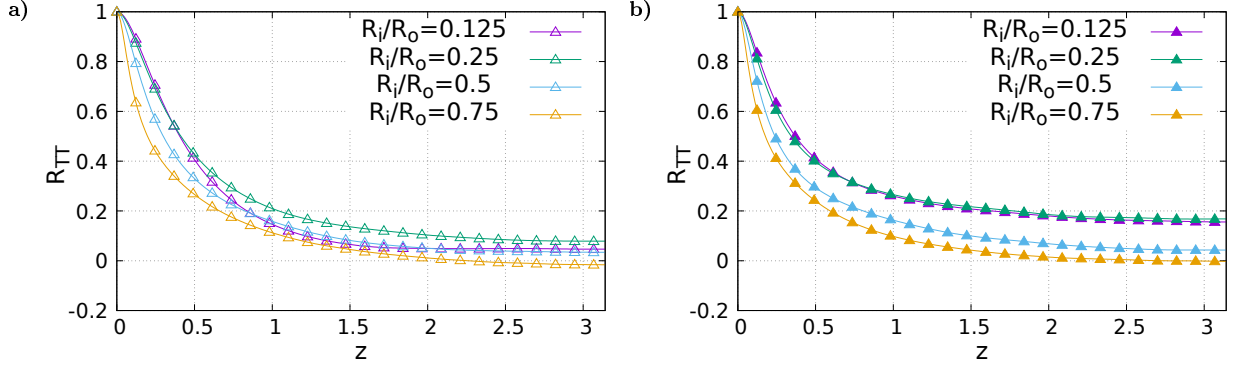 a)
R_TT
1
0.8
0.6
0.4
0.2
0
-0.2
R_i/R_o=0.125
R_i/R_o=0.25
R_i/R_o=0.5
R_i/R_o=0.75
0 0.5 1 1.5 2 2.5 3
z
b)
R_TT
1
0.8
0.6
0.4
0.2
0
-0.2
R_i/R_o=0.125
R_i/R_o=0.25
R_i/R_o=0.5
R_i/R_o=0.75
0 0.5 1 1.5 2 2.5 3
z